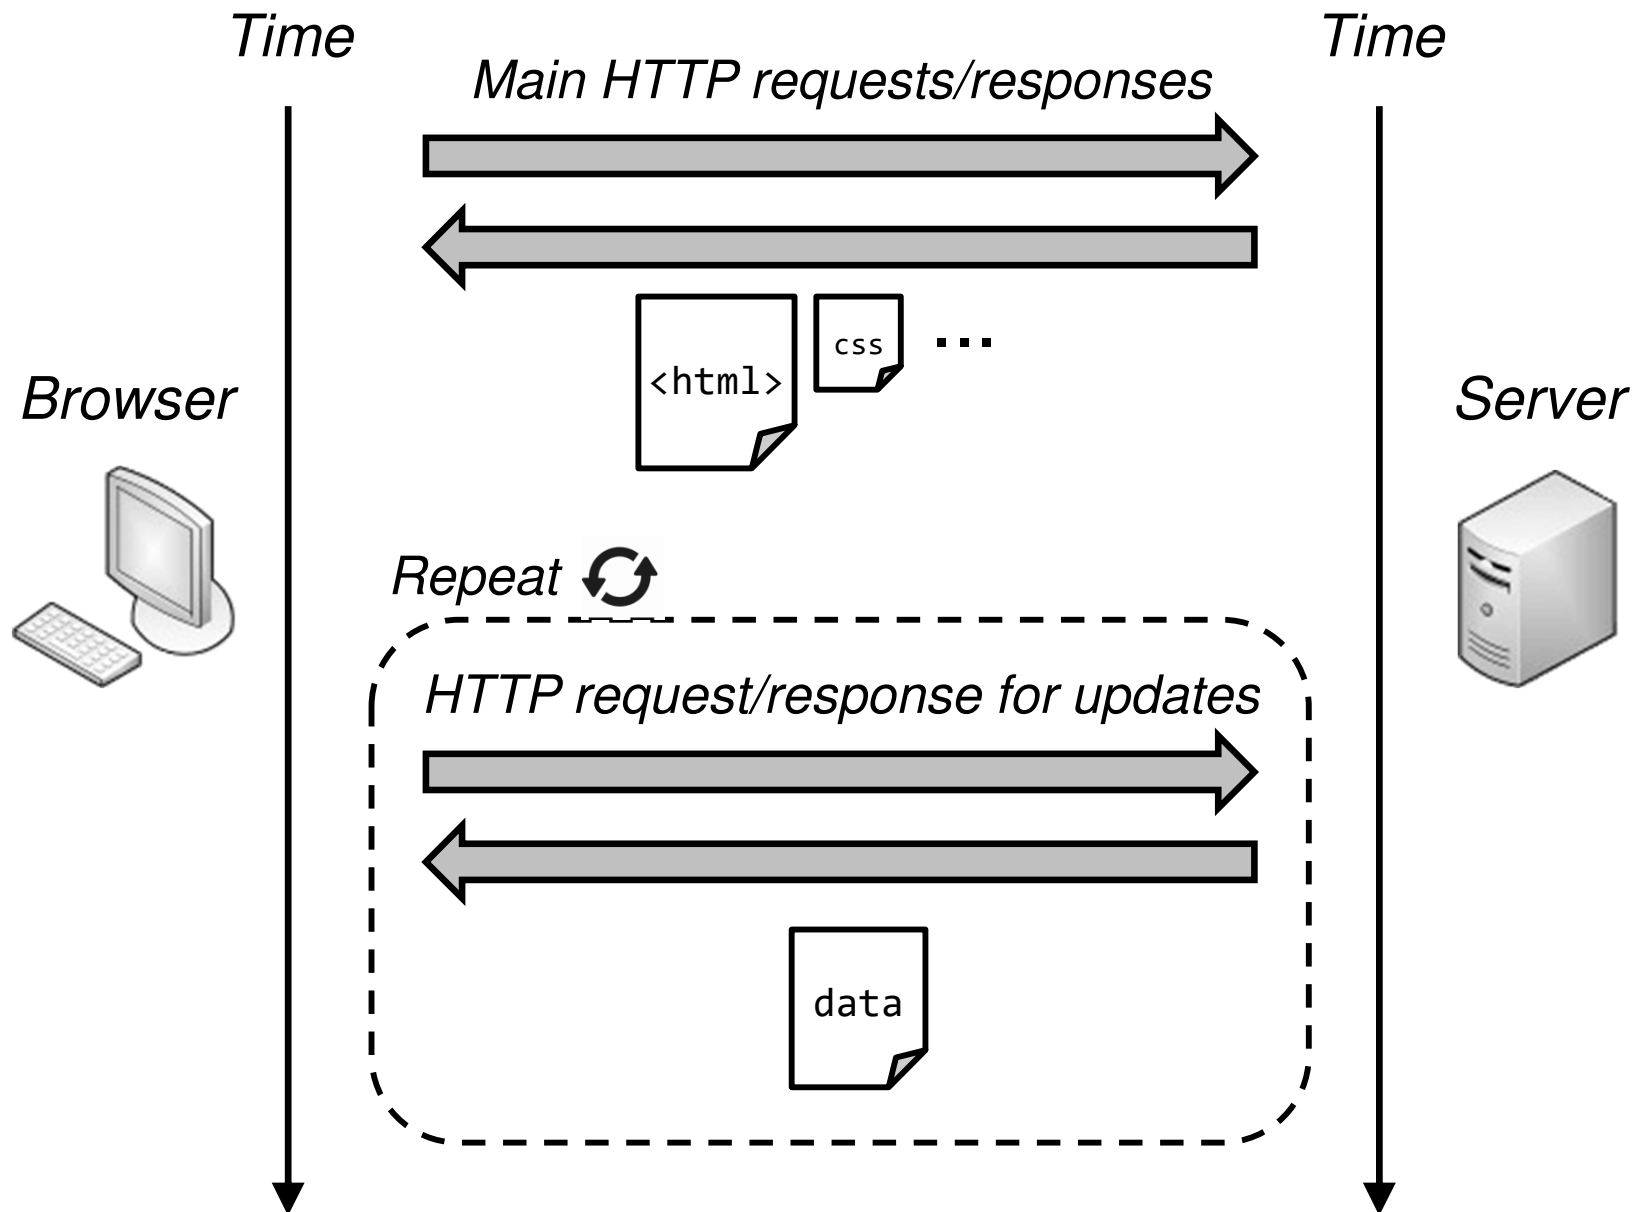 Time
Time
Main HTTP requests/responses
<html>
css
...
Browser
Server
Repeat
HTTP request/response for updates
data